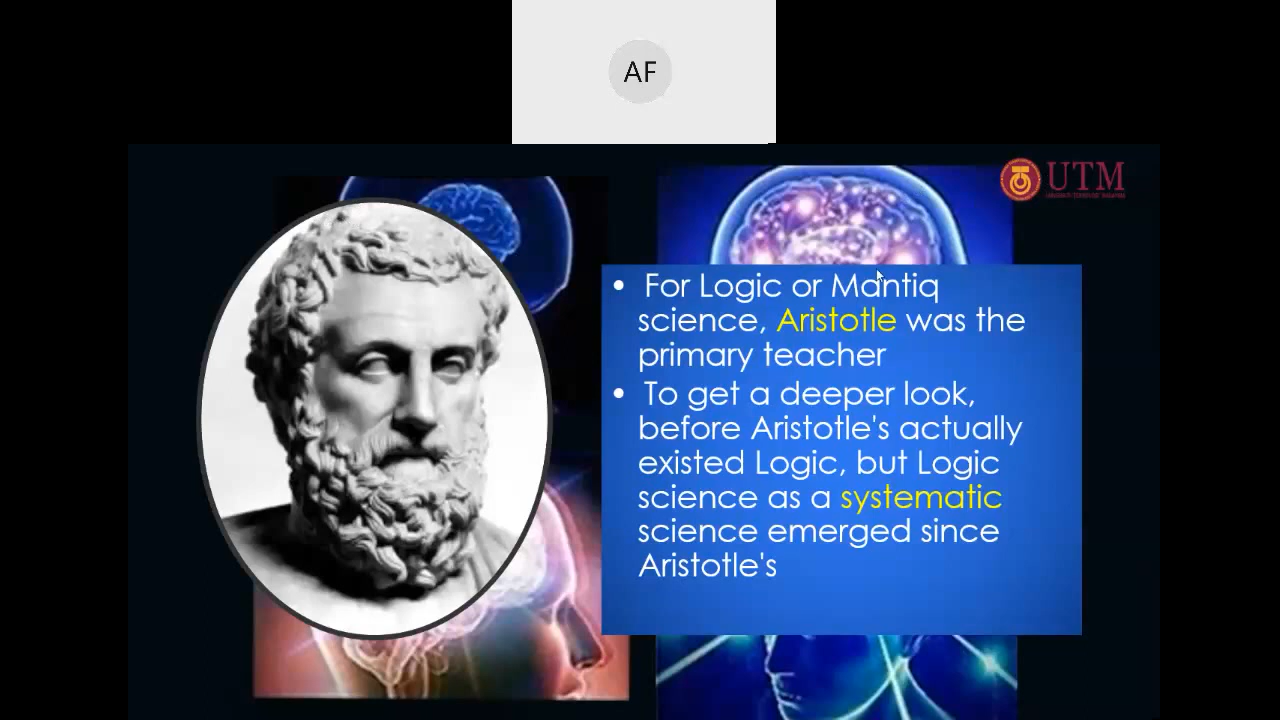 AF
UTM
• For Logic or Mantiq
science, Aristotle was the
primary teacher
• To get a deeper look,
before Aristotle's actually
existed Logic, but Logic
science as a systematic
science emerged since
Aristotle's